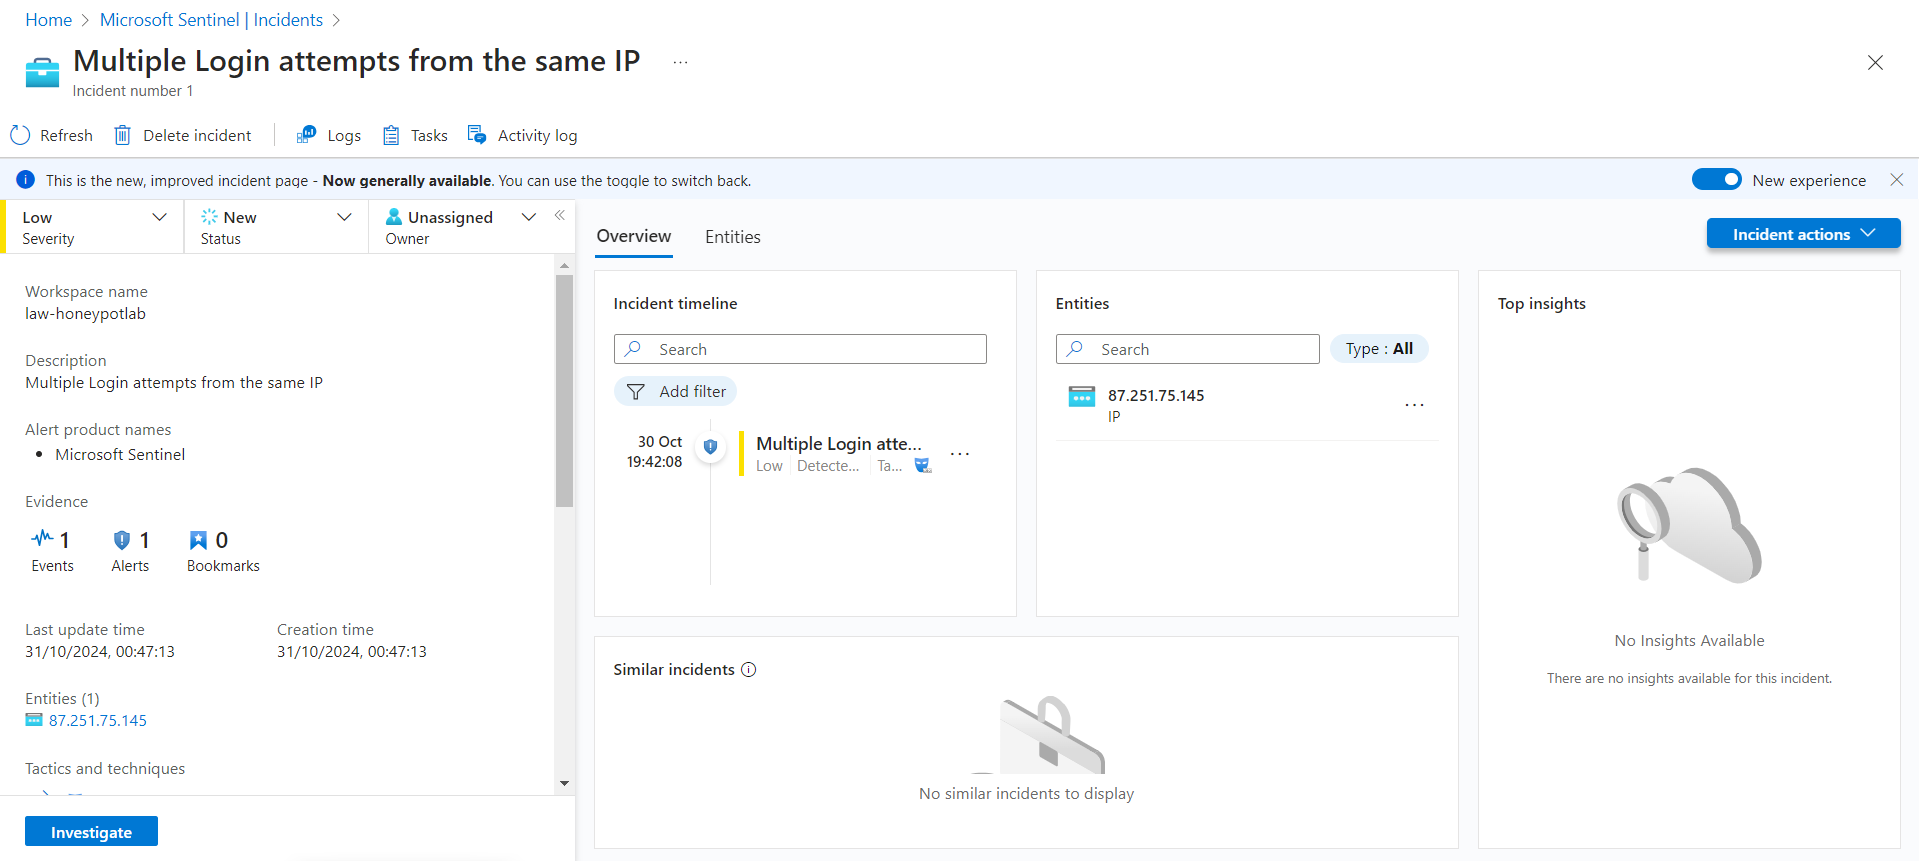 Home > Microsoft Sentinel | Incidents >
Multiple Login attempts from the same IP ...
Incident number 1
Refresh Delete incident Logs Tasks Activity log
This is the new, improved incident page - Now generally available. You can use the toggle to switch back.
New experience
Low
Severity
New
Status
Unassigned
Owner
Workspace name
law-honeypotlab
Description
Multiple Login attempts from the same IP
Alert product names
• Microsoft Sentinel
Evidence
1
Events
1
Alerts
0
Bookmarks
Last update time
31/10/2024, 00:47:13
Creation time
31/10/2024, 00:47:13
Entities (1)
87.251.75.145
Tactics and techniques
Investigate
Overview Entities
Incident actions
Incident timeline
Search
Add filter
30 Oct
19:42:08
Multiple Login atte... ...
Low Detecte... Ta...
Entities
Search
Type : All
87.251.75.145 ...
IP
Top insights
No Insights Available
There are no insights available for this incident.
Similar incidents
No similar incidents to display